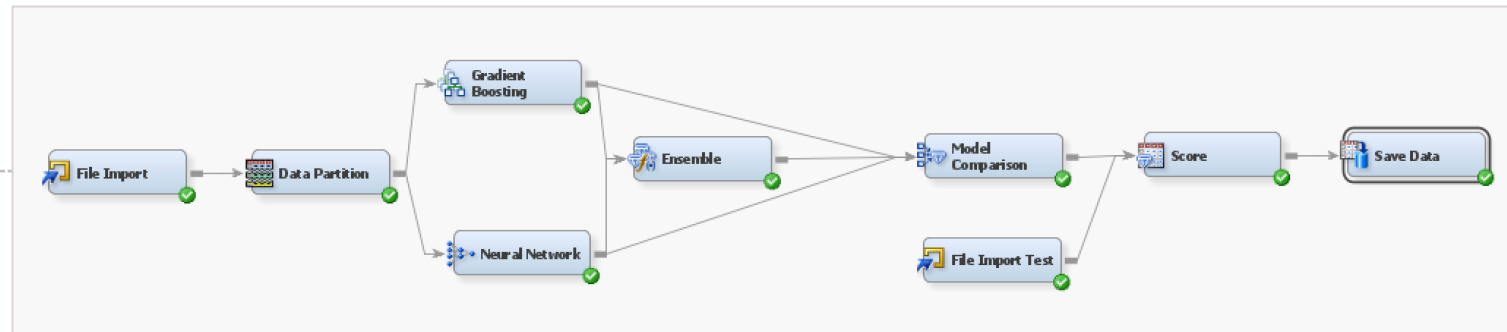 Gradient
Boosting
File Import
Data Partition
Ensemble
Neural Network
Model
Comparison
File Import Test
Score
Save Data